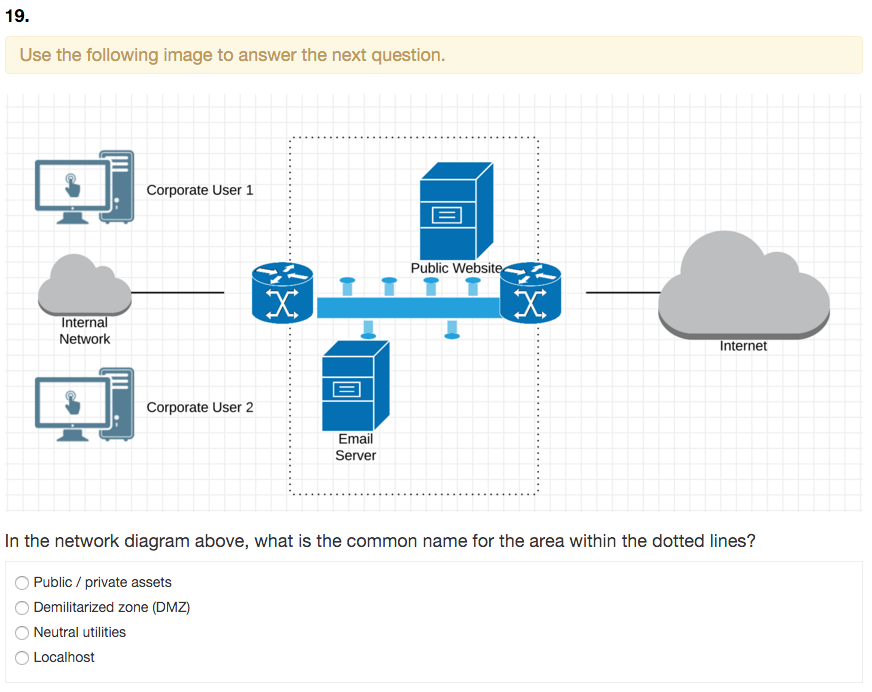 19.
Use the following image to answer the next question.
Corporate User 1
Public Website
Internal
Network
Internet
Corporate User 2
Email
Server
In the network diagram above, what is the common name for the area within the dotted lines?
Public / private assets
Demilitarized zone (DMZ)
Neutral utilities
Localhost